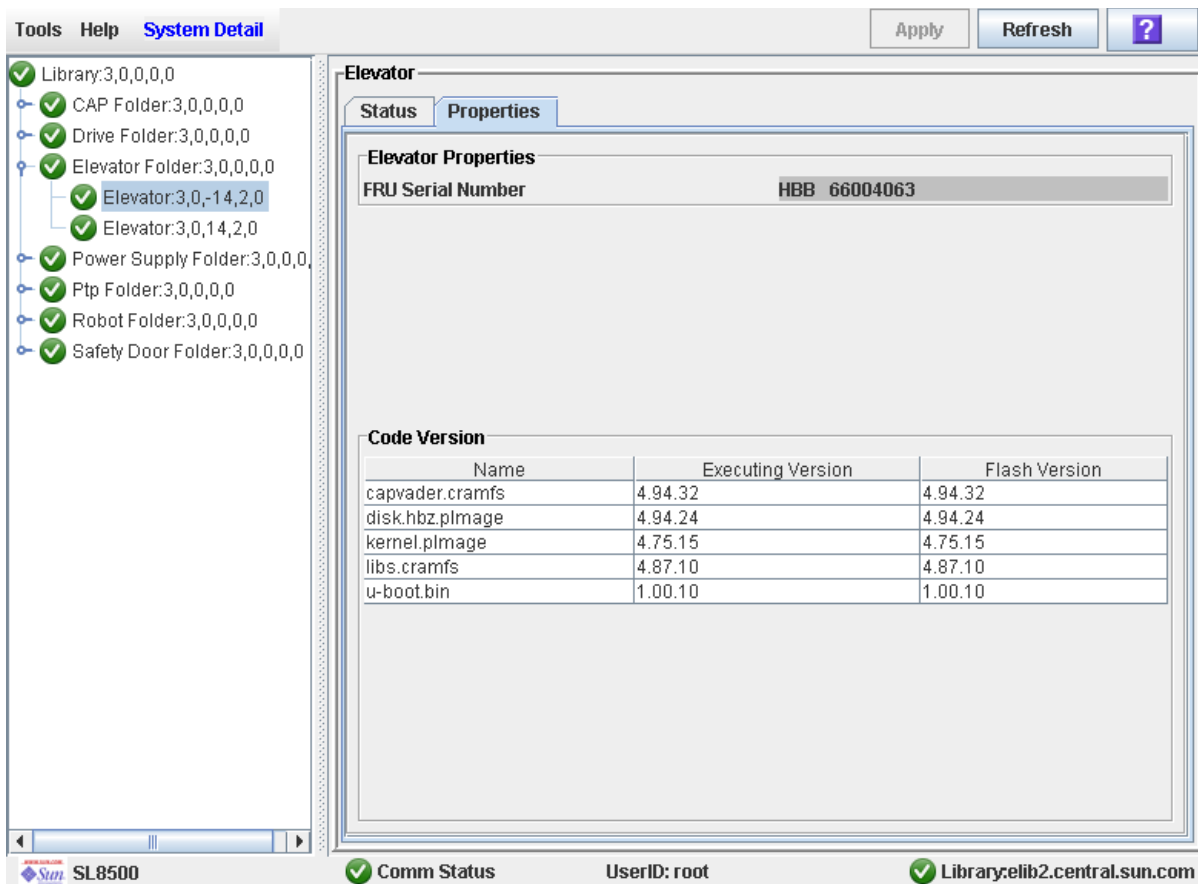 Tools Help System Detail Apply Refresh ?
Library:3,0,0,0,0
CAP Folder:3,0,0,0,0
Drive Folder:3,0,0,0,0
Elevator Folder:3,0,0,0,0
Elevator:3,0,-14,2,0
Elevator:3,0,14,2,0
Power Supply Folder:3,0,0,0,
Ptp Folder:3,0,0,0,0
Robot Folder:3,0,0,0,0
Safety Door Folder:3,0,0,0,0
Elevator
Status Properties
Elevator Properties
FRU Serial Number HBB 66004063
Code Version
Name Executing Version Flash Version
capvader.cramfs 4.94.32 4.94.32
disk.hbz.pImage 4.94.24 4.94.24
kernel.pImage 4.75.15 4.75.15
libs.cramfs 4.87.10 4.87.10
u-boot.bin 1.00.10 1.00.10
Sun SL8500 Comm Status UserID: root Library:elib2.central.sun.com